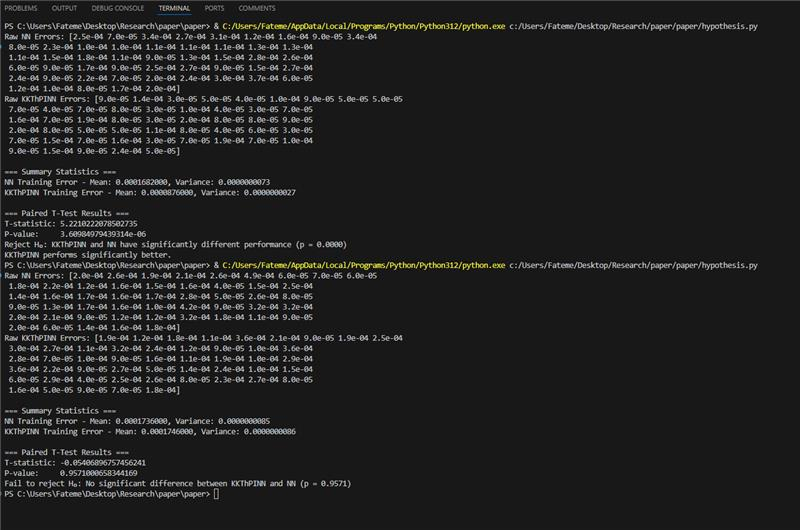 PROBLEMS OUTPUT DEBUG CONSOLE TERMINAL PORTS COMMENTS
PS C:\Users\Fateme\Desktop\Research\paper\paper> & C:/Users/Fateme/AppData/Local/Programs/Python/Python312/python.exe c:/Users/Fateme/Desktop/Research/paper/paper/hypothesis.py
Raw NN Errors: [2.5e-04 7.0e-05 3.4e-04 2.7e-04 3.1e-04 1.2e-04 1.6e-04 9.0e-05 3.4e-04
8.0e-05 2.3e-04 1.0e-04 1.0e-04 1.1e-04 1.1e-04 1.1e-04 1.3e-04 1.3e-04
1.1e-04 1.5e-04 1.8e-04 1.1e-04 9.0e-05 1.3e-04 1.5e-04 2.8e-04 2.6e-04
6.0e-05 9.0e-05 1.7e-04 9.0e-05 2.5e-04 2.7e-04 9.0e-05 1.5e-04 2.7e-04
2.4e-04 9.0e-05 2.2e-04 7.0e-05 2.0e-04 2.4e-04 3.0e-04 3.7e-04 6.0e-05
1.2e-04 1.0e-04 8.0e-05 1.7e-04 2.0e-04]
Raw KKThPINN Errors: [9.0e-05 1.4e-04 3.0e-05 5.0e-05 4.0e-05 1.0e-04 9.0e-05 5.0e-05 5.0e-05
7.0e-05 4.0e-05 7.0e-05 8.0e-05 3.0e-05 1.0e-04 4.0e-05 3.0e-05 7.0e-05
1.6e-04 7.0e-05 1.9e-04 8.0e-05 3.0e-05 2.0e-04 8.0e-05 8.0e-05 9.0e-05
2.0e-04 8.0e-05 5.0e-05 5.0e-05 1.1e-04 8.0e-05 4.0e-05 6.0e-05 3.0e-05
7.0e-05 1.5e-04 7.0e-05 1.6e-04 3.0e-05 7.0e-05 1.9e-04 7.0e-05 1.0e-04
9.0e-05 1.5e-04 9.0e-05 2.4e-04 5.0e-05]
=== Summary Statistics ===
NN Training Error - Mean: 0.0001682000, Variance: 0.0000000073
KKThPINN Training Error - Mean: 0.0000876000, Variance: 0.0000000027
=== Paired T-Test Results ===
T-statistic: 5.2210222078502735
P-value: 3.60984979439314e-06
Reject H₀: KKThPINN and NN have significantly different performance (p = 0.0000)
KKThPINN performs significantly better.
PS C:\Users\Fateme\Desktop\Research\paper\paper> & C:/Users/Fateme/AppData/Local/Programs/Python/Python312/python.exe c:/Users/Fateme/Desktop/Research/paper/paper/hypothesis.py
Raw NN Errors: [2.0e-04 2.6e-04 1.9e-04 2.1e-04 2.6e-04 4.9e-04 6.0e-05 7.0e-05 6.0e-05
1.8e-04 2.2e-04 1.2e-04 1.6e-04 1.5e-04 1.6e-04 4.0e-05 1.5e-04 2.5e-04
1.4e-04 1.6e-04 1.7e-04 1.6e-04 1.7e-04 2.8e-04 5.0e-05 2.6e-04 8.0e-05
9.0e-05 1.3e-04 1.7e-04 1.6e-04 1.0e-04 4.2e-04 9.0e-05 3.2e-04 3.2e-04
2.0e-04 2.1e-04 9.0e-05 1.2e-04 1.2e-04 3.2e-04 1.8e-04 1.1e-04 9.0e-05
2.0e-04 6.0e-05 1.4e-04 1.6e-04 1.8e-04]
Raw KKThPINN Errors: [1.9e-04 1.2e-04 1.8e-04 1.1e-04 3.6e-04 2.1e-04 9.0e-05 1.9e-04 2.5e-04
3.0e-04 2.7e-04 1.1e-04 3.2e-04 2.4e-04 1.2e-04 9.0e-05 1.0e-04 3.6e-04
2.8e-04 7.0e-05 1.0e-04 9.0e-05 1.6e-04 1.1e-04 1.9e-04 1.0e-04 2.9e-04
3.6e-04 2.2e-04 9.0e-05 2.7e-04 5.0e-05 1.4e-04 2.4e-04 1.0e-04 1.5e-04
6.0e-05 2.9e-04 4.0e-05 2.5e-04 2.6e-04 8.0e-05 2.3e-04 2.7e-04 8.0e-05
1.6e-04 5.0e-05 9.0e-05 7.0e-05 1.8e-04]
=== Summary Statistics ===
NN Training Error - Mean: 0.0001736000, Variance: 0.0000000085
KKThPINN Training Error - Mean: 0.0001746000, Variance: 0.0000000086
=== Paired T-Test Results ===
T-statistic: -0.05406896757456241
P-value: 0.9571000658344169
Fail to reject H₀: No significant difference between KKThPINN and NN (p = 0.9571)
PS C:\Users\Fateme\Desktop\Research\paper\paper>